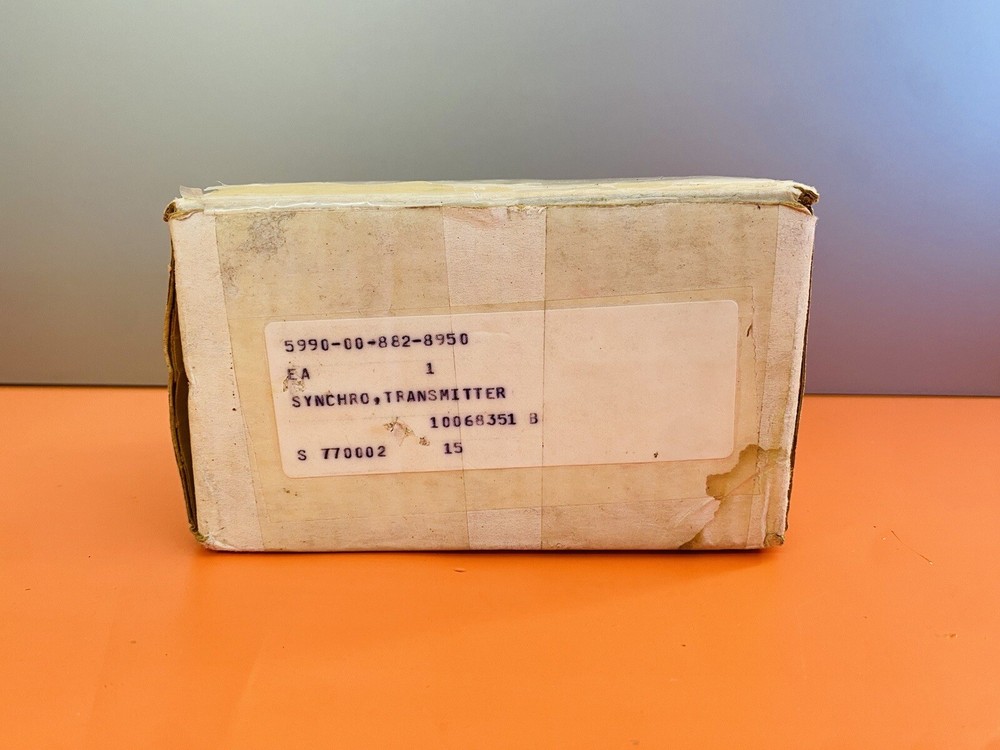 5990-00-882-8950
EA 1
SYNCHRO,TRANSMITTER
10068351 B
S 770002 15